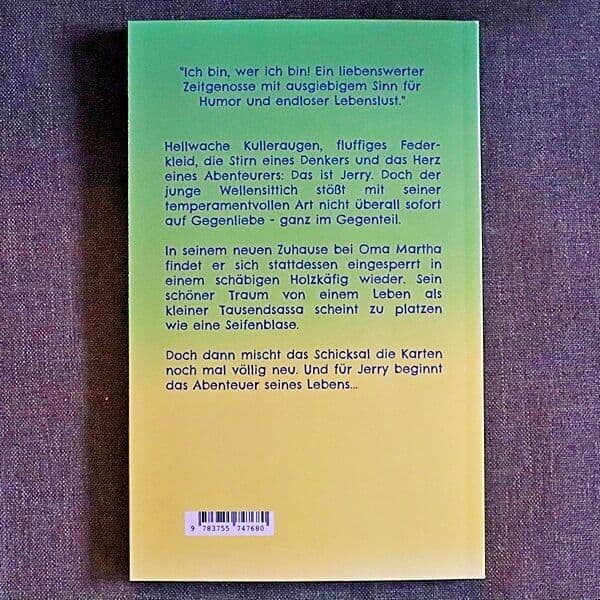 "Ich bin, wer ich bin! Ein liebenswerter
Zeitgenosse mit ausgiebigem Sinn für
Humor und endloser Lebenslust."
Hellwache Kulleraugen, fluffiges Feder-
kleid, die Stirn eines Denkers und das Herz
eines Abenteurers: Das ist Jerry. Doch der
junge Wellensittich stößt mit seiner
temperamentvollen Art nicht überall sofort
auf Gegenliebe - ganz im Gegenteil.
In seinem neuen Zuhause bei Oma Martha
findet er sich stattdessen eingesperrt in
einem schäbigen Holzkäfig wieder. Sein
schöner Traum von einem Leben als
kleiner Tausendsassa scheint zu platzen
wie eine Seifenblase.
Doch dann mischt das Schicksal die Karten
noch mal völlig neu. Und für Jerry beginnt
das Abenteuer seines Lebens...
9 783755 747680